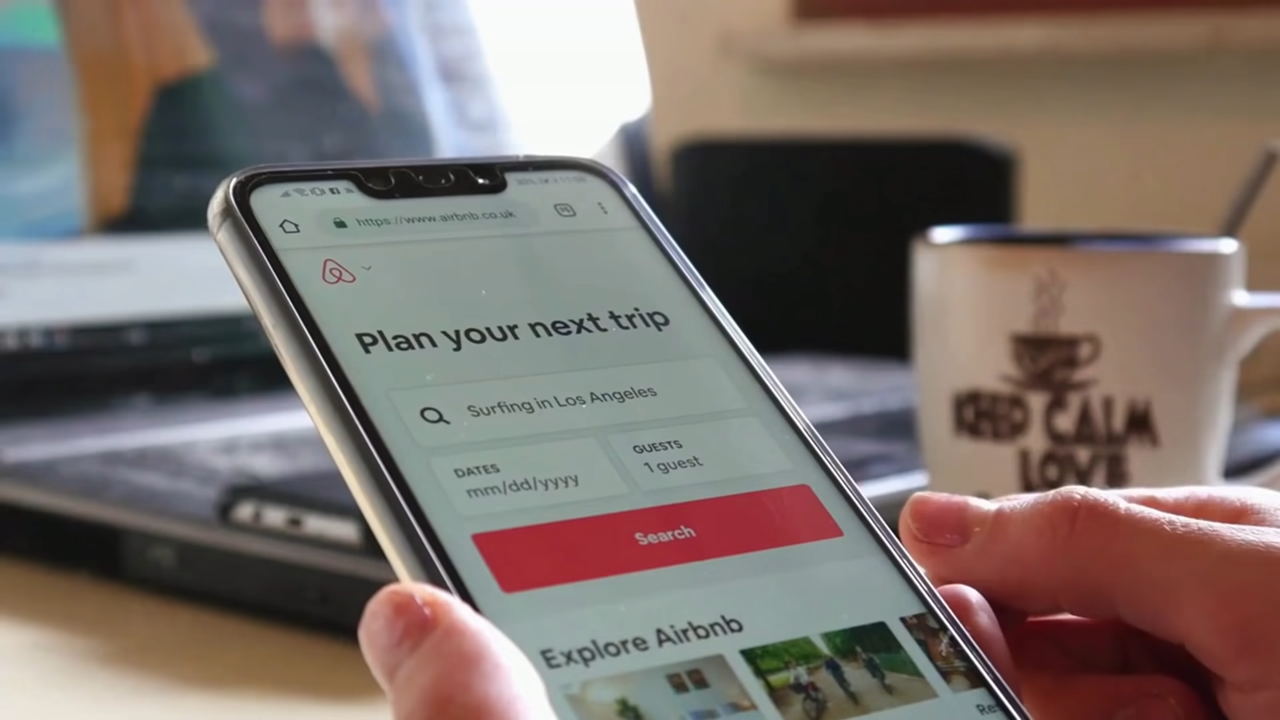 https://www.airbnb.co.uk
Plan your next trip
Surfing in Los Angeles
DATES
mm/dd/yyyy
GUESTS
1 guest
Search
Explore Airbnb
KEEP CALM
LOVE